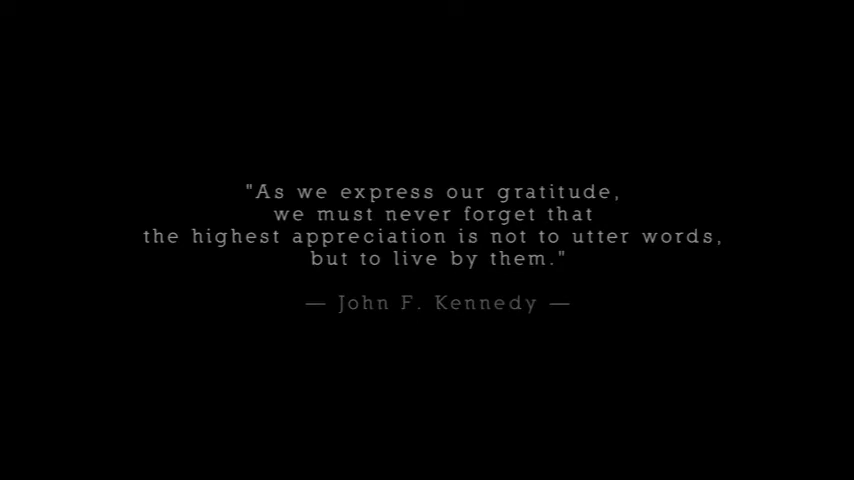 "As we express our gratitude,
we must never forget that
the highest appreciation is not to utter words,
but to live by them."
— John F. Kennedy —